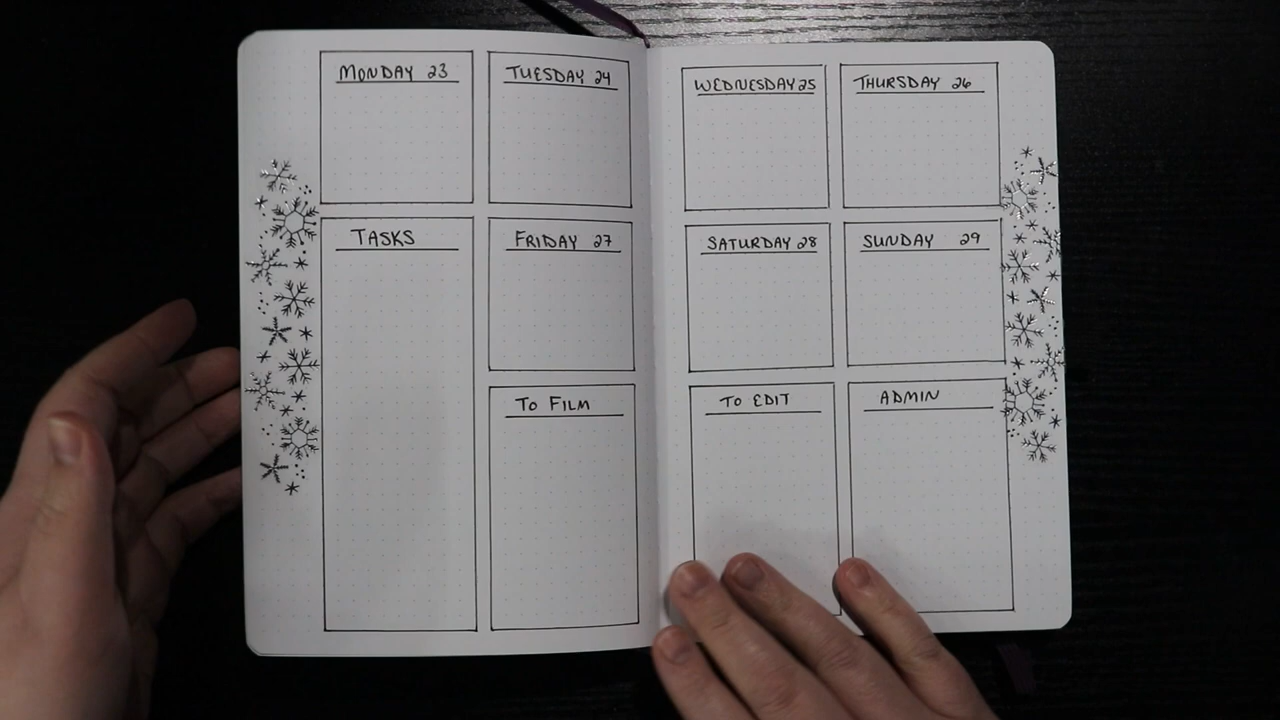 MONDAY 23
TUESDAY 24
WEDNESDAY 25
THURSDAY 26
TASKS
FRIDAY 27
SATURDAY 28
SUNDAY 29
TO FILM
TO EDIT
ADMIN